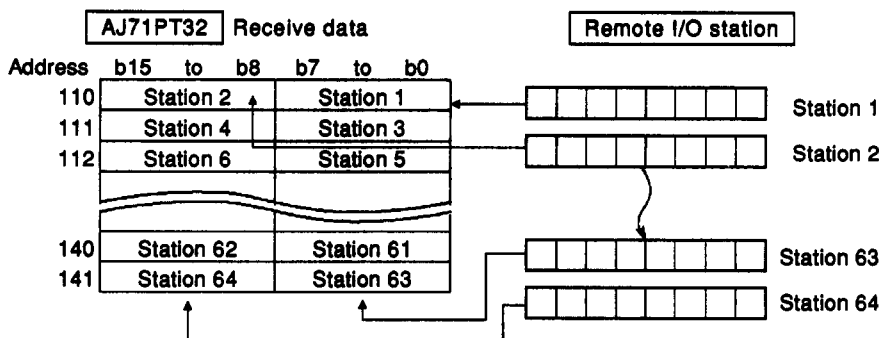 AJ71PT32 Receive data
Remote I/O station
Address b15 to b8 b7 to b0
110 Station 2 Station 1
111 Station 4 Station 3
112 Station 6 Station 5
140 Station 62 Station 61
141 Station 64 Station 63
Station 1
Station 2
Station 63
Station 64